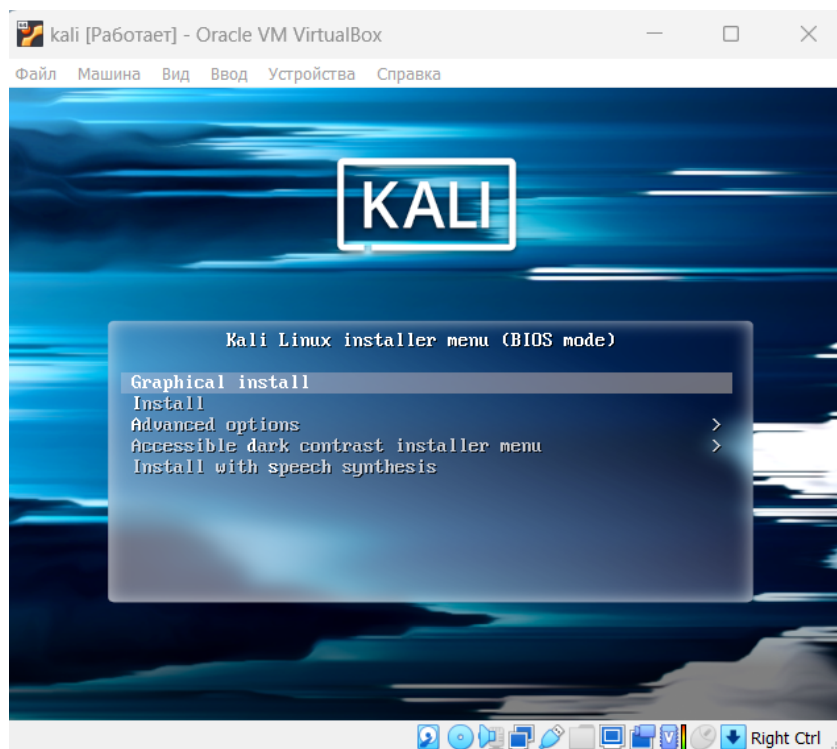 kali [Работает] - Oracle VM VirtualBox
Файл Машина Вид Ввод Устройства Справка
KALI
Kali Linux installer menu (BIOS mode)
Graphical install
Install
Advanced options >
Accessible dark contrast installer menu >
Install with speech synthesis
Right Ctrl